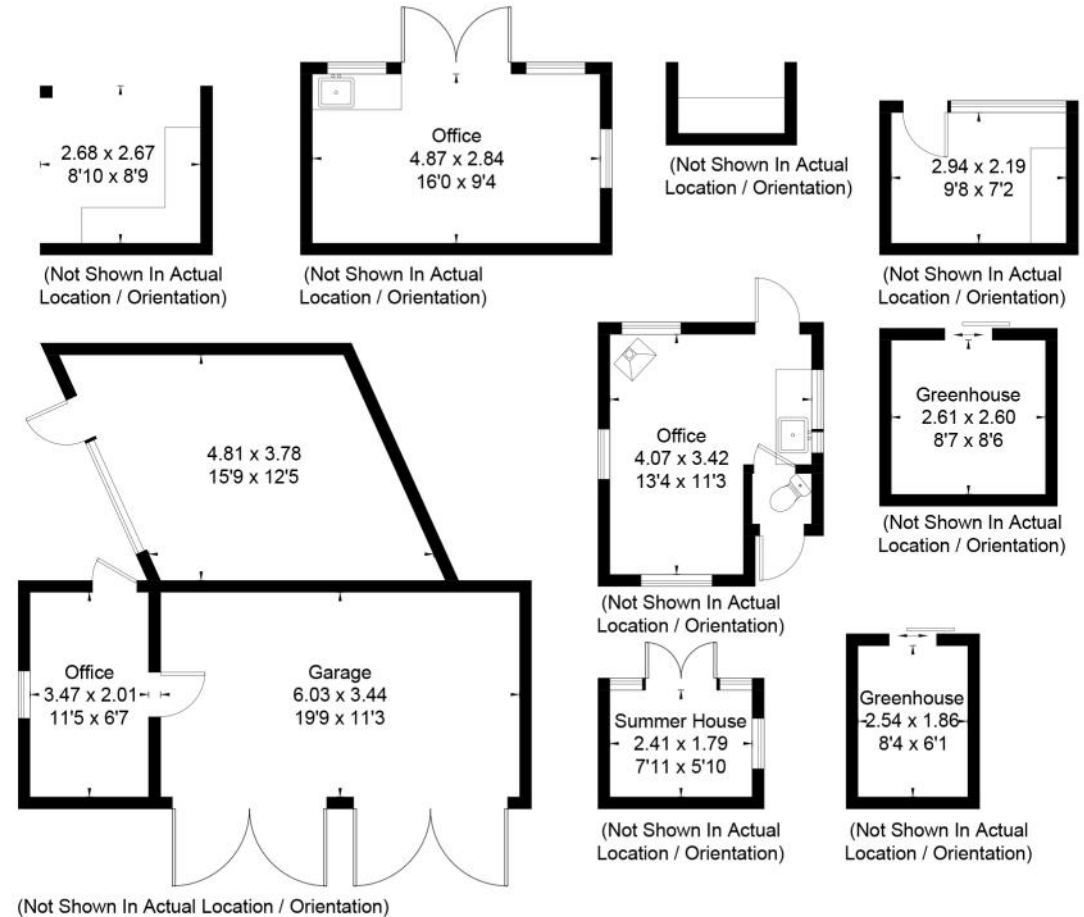 2.68 x 2.67
8'10 x 8'9
(Not Shown In Actual
Location / Orientation)
Office
4.87 x 2.84
16'0 x 9'4
(Not Shown In Actual
Location / Orientation)
(Not Shown In Actual
Location / Orientation)
2.94 x 2.19
9'8 x 7'2
(Not Shown In Actual
Location / Orientation)
4.81 x 3.78
15'9 x 12'5
Office
4.07 x 3.42
13'4 x 11'3
(Not Shown In Actual
Location / Orientation)
Greenhouse
2.61 x 2.60
8'7 x 8'6
(Not Shown In Actual
Location / Orientation)
Office
3.47 x 2.01
11'5 x 6'7
Garage
6.03 x 3.44
19'9 x 11'3
(Not Shown In Actual Location / Orientation)
Summer House
2.41 x 1.79
7'11 x 5'10
(Not Shown In Actual
Location / Orientation)
Greenhouse
2.54 x 1.86
8'4 x 6'1
(Not Shown In Actual
Location / Orientation)